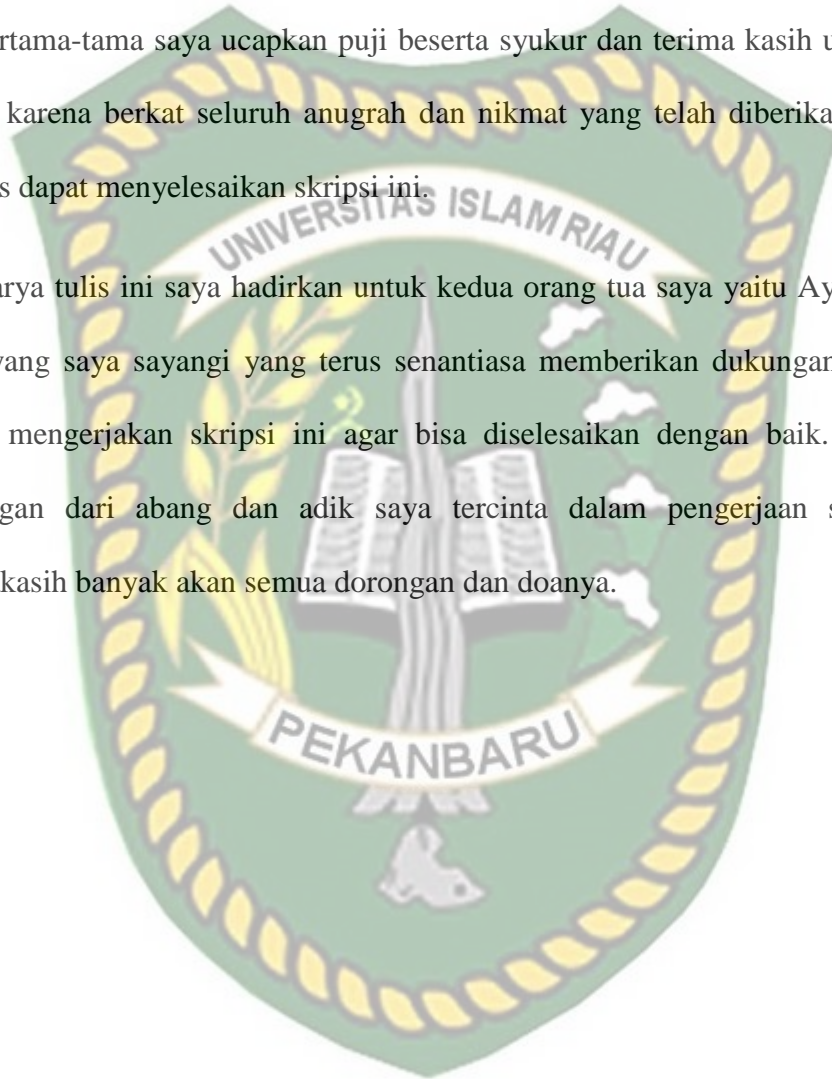 rtama-tama saya ucapkan puji beserta syukur dan terima kasih u
karena berkat seluruh anugrah dan nikmat yang telah diberika
s dapat menyelesaikan skripsi ini.
UNIVERSITAS ISLAM RIAU
arya tulis ini saya hadirkan untuk kedua orang tua saya yaitu Ay
yang saya sayangi yang terus senantiasa memberikan dukungan
mengerjakan skripsi ini agar bisa diselesaikan dengan baik.
gan dari abang dan adik saya tercinta dalam pengerjaan s
kasih banyak akan semua dorongan dan doanya.
PEKANBARU